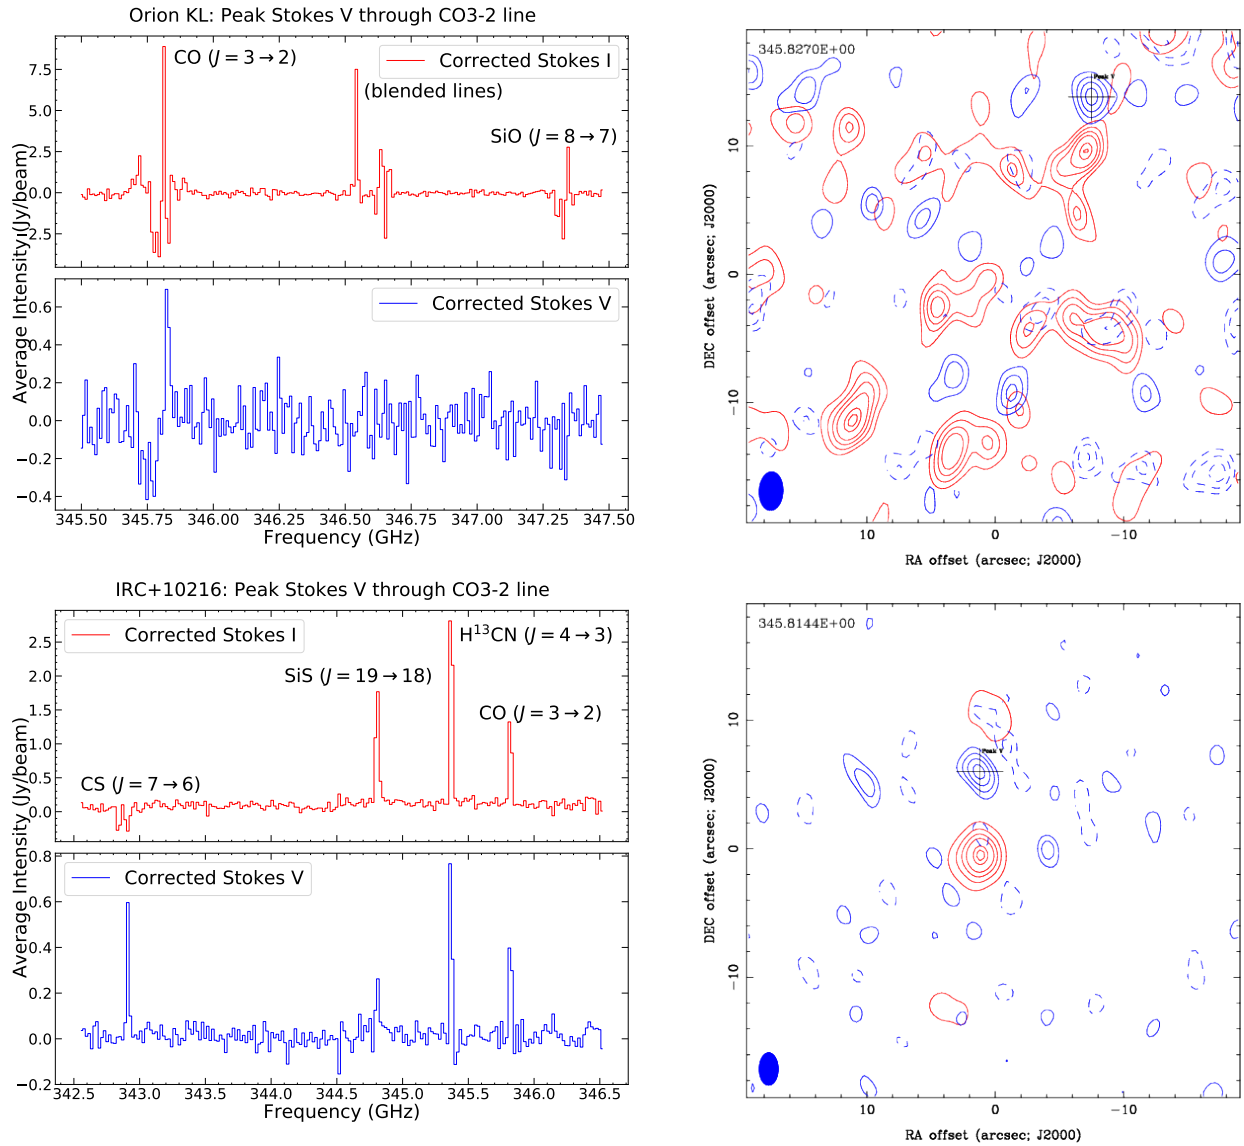 Orion KL: Peak Stokes V through CO3-2 line
Corrected Stokes I
CO (J = 3 → 2)
(blended lines)
SiO (J = 8 → 7)
7.5
5.0
2.5
0.0
−2.5
Corrected Stokes V
0.6
0.4
0.2
0.0
−0.2
−0.4
Average Intensity (Jy/beam)
345.50 345.75 346.00 346.25 346.50 346.75 347.00 347.25 347.50
Frequency (GHz)
345.8270E+00
Peak V
10
0
−10
DEC offset (arcsec; J2000)
10 0 −10
RA offset (arcsec; J2000)
IRC+10216: Peak Stokes V through CO3-2 line
Corrected Stokes I
H¹³CN (J = 4 → 3)
SiS (J = 19 → 18)
CO (J = 3 → 2)
CS (J = 7 → 6)
2.5
2.0
1.5
1.0
0.5
0.0
Corrected Stokes V
0.8
0.6
0.4
0.2
0.0
−0.2
Average Intensity (Jy/beam)
342.5 343.0 343.5 344.0 344.5 345.0 345.5 346.0 346.5
Frequency (GHz)
345.8144E+00
Peak V
10
0
−10
DEC offset (arcsec; J2000)
10 0 −10
RA offset (arcsec; J2000)